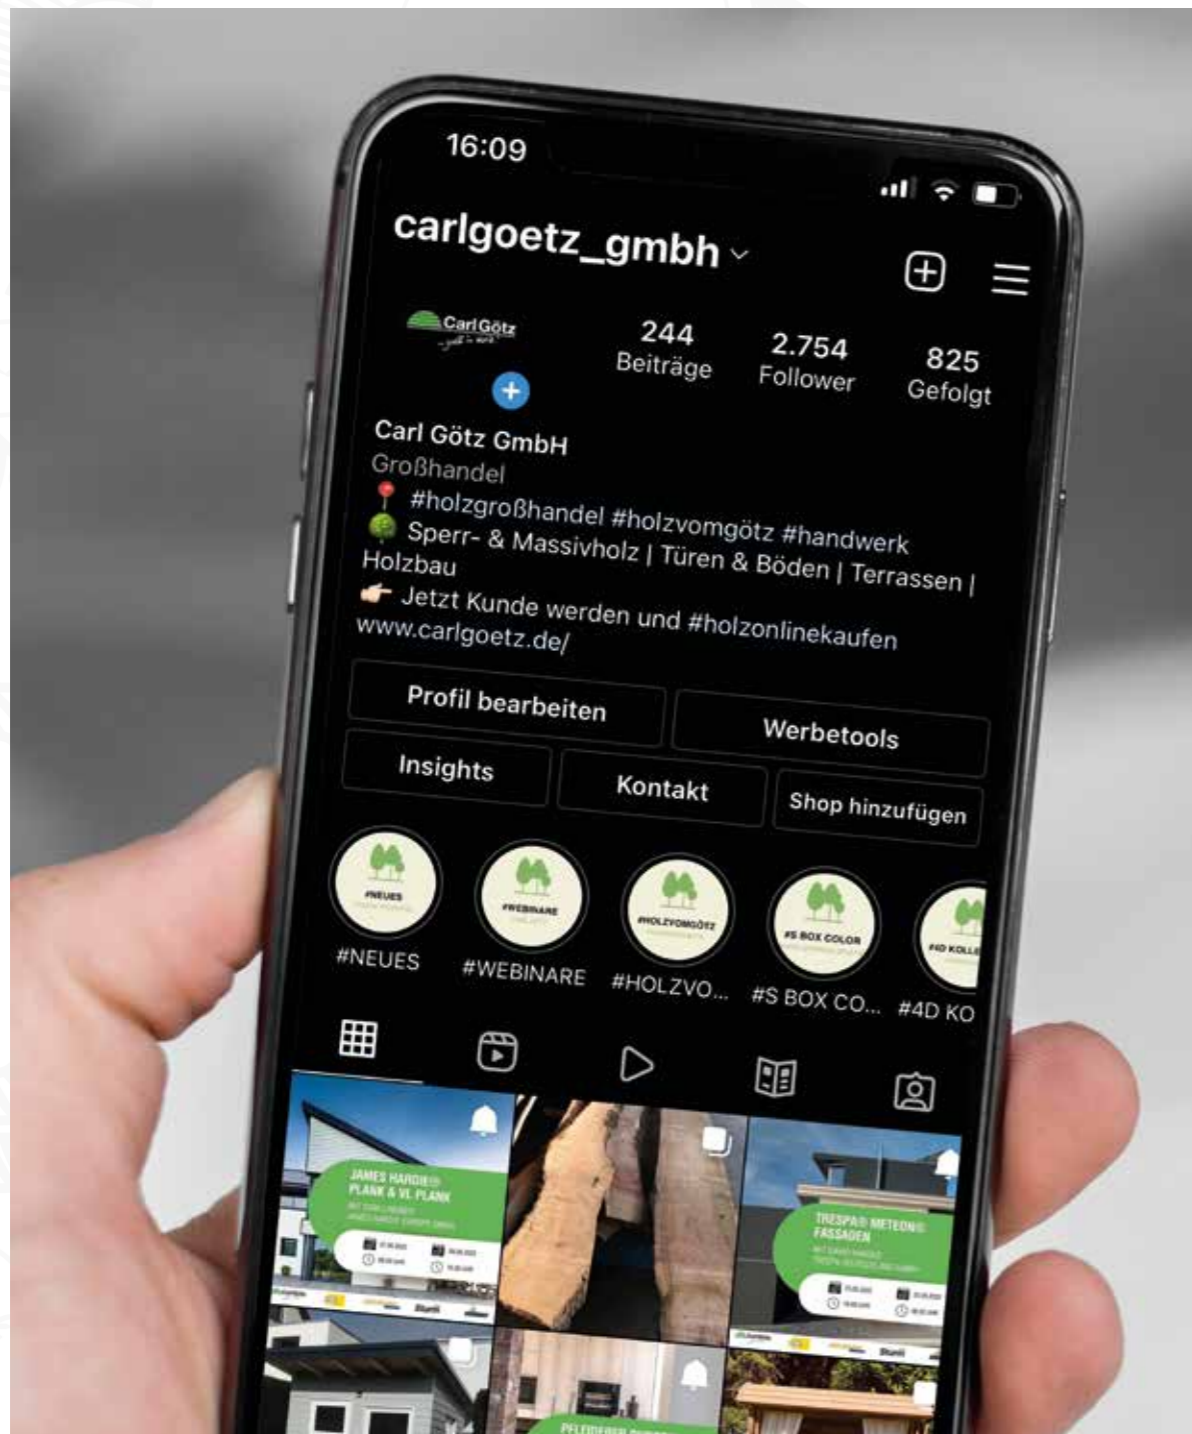 16:09
carlgoetz_gmbh
Carl Götz
244
Beiträge
2.754
Follower
825
Gefolgt
Carl Götz GmbH
Großhandel
#holzgroßhandel #holzvomgötz #handwerk
Sperr- & Massivholz | Türen & Böden | Terrassen |
Holzbau
Jetzt Kunde werden und #holzonlinekaufen
www.carlgoetz.de/
Profil bearbeiten
Werbetools
Insights
Kontakt
Shop hinzufügen
#NEUES
#WEBINARE
#HOLZVOMGÖTZ
#S BOX COLOR
#4D KOLLE
#NEUES
#WEBINARE
#HOLZVO...
#S BOX CO...
#4D KO
JAMES HARDIE®
PLANK & VL PLANK
TRESPA® METEON®
FASSADEN